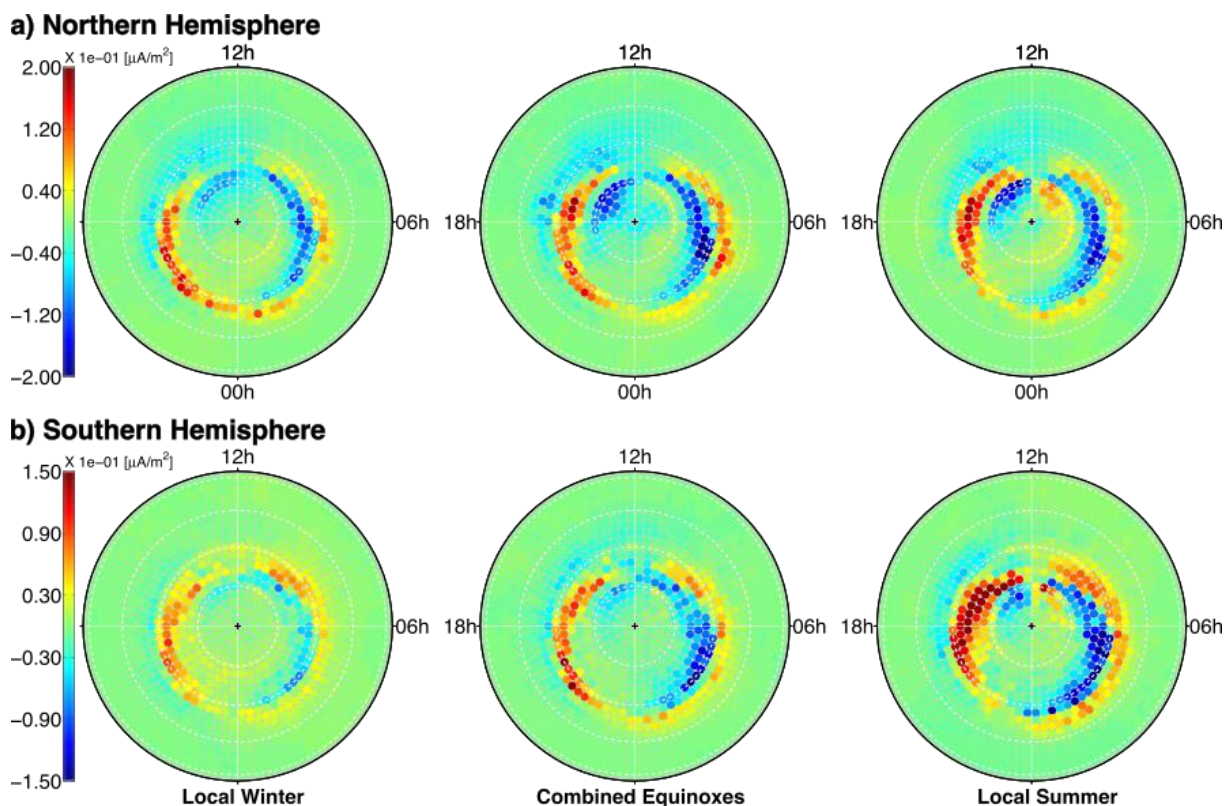 a) Northern Hemisphere
X 1e-01 [μA/m²]
12h 12h 12h
2.00
1.20
0.40
−0.40
−1.20
−2.00
06h 18h 06h 18h 06h
00h 00h 00h
b) Southern Hemisphere
X 1e-01 [μA/m²]
12h 12h 12h
1.50
0.90
0.30
−0.30
−0.90
−1.50
06h 18h 06h 18h 06h
Local Winter Combined Equinoxes Local Summer